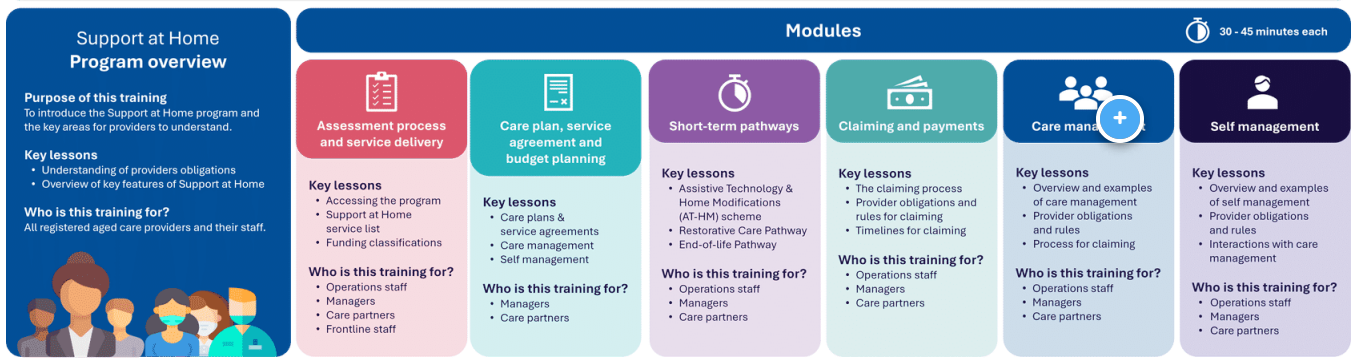 Support at Home
Program overview
Purpose of this training
To introduce the Support at Home program and
the key areas for providers to understand.
Key lessons
• Understanding of providers obligations
• Overview of key features of Support at Home
Who is this training for?
All registered aged care providers and their staff.
Modules
30 - 45 minutes each
Assessment process
and service delivery
Key lessons
• Accessing the program
• Support at Home
service list
• Funding classifications
Who is this training for?
• Operations staff
• Managers
• Care partners
• Frontline staff
Care plan, service
agreement and
budget planning
Key lessons
• Care plans &
service agreements
• Care management
• Self management
Who is this training for?
• Managers
• Care partners
Short-term pathways
Key lessons
• Assistive Technology &
Home Modifications
(AT-HM) scheme
• Restorative Care Pathway
• End-of-life Pathway
Who is this training for?
• Operations staff
• Managers
• Care partners
Claiming and payments
Key lessons
• The claiming process
• Provider obligations and
rules for claiming
• Timelines for claiming
Who is this training for?
• Operations staff
• Managers
• Care partners
Care
Key lessons
• Overview and examples
of care management
• Provider obligations
and rules
• Process for claiming
Who is this training for?
• Operations staff
• Managers
• Care partners
Self management
Key lessons
• Overview and examples
of self management
• Provider obligations
and rules
• Interactions with care
management
Who is this training for?
• Operations staff
• Managers
• Care partners